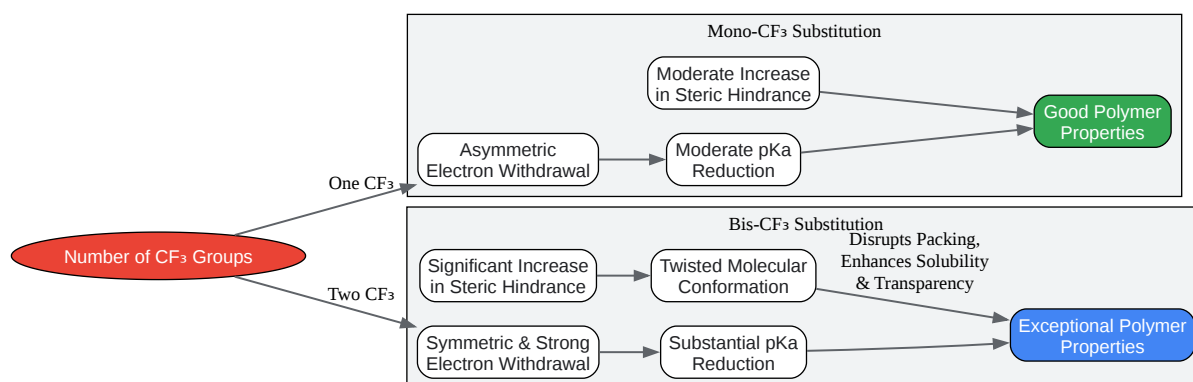 Mono-CF₃ Substitution
Moderate Increase
in Steric Hindrance
Good Polymer
Properties
Asymmetric
Electron Withdrawal
Moderate pKa
Reduction
One CF₃
Number of CF₃ Groups
Two CF₃
Bis-CF₃ Substitution
Disrupts Packing,
Enhances Solubility
& Transparency
Significant Increase
in Steric Hindrance
Twisted Molecular
Conformation
Exceptional Polymer
Properties
Symmetric & Strong
Electron Withdrawal
Substantial pKa
Reduction